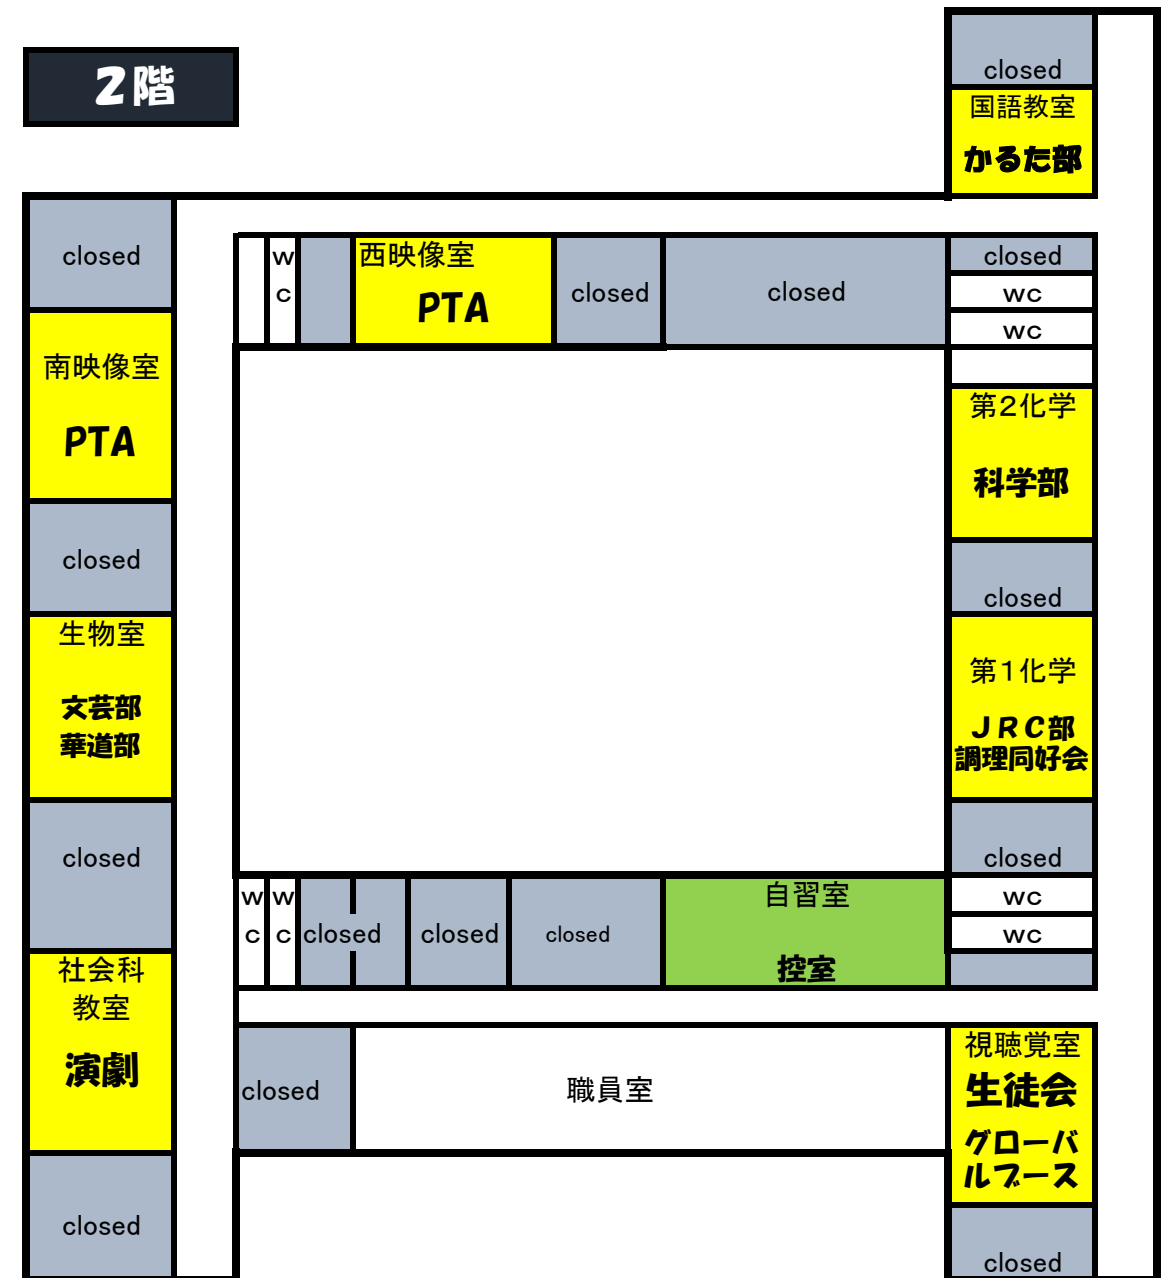 2階
closed
国語教室
かるた部
closed
南映像室
PTA
closed
生物室
文芸部
華道部
closed
社会科
教室
演劇
closed
W
C
西映像室
PTA
closed
closed
closed
WC
WC
第2化学
科学部
closed
第1化学
JRC部
調理同好会
closed
W
C
W
C
closed
closed
closed
自習室
控室
WC
WC
closed
職員室
視聴覚室
生徒会
グローバ
ルブース
closed